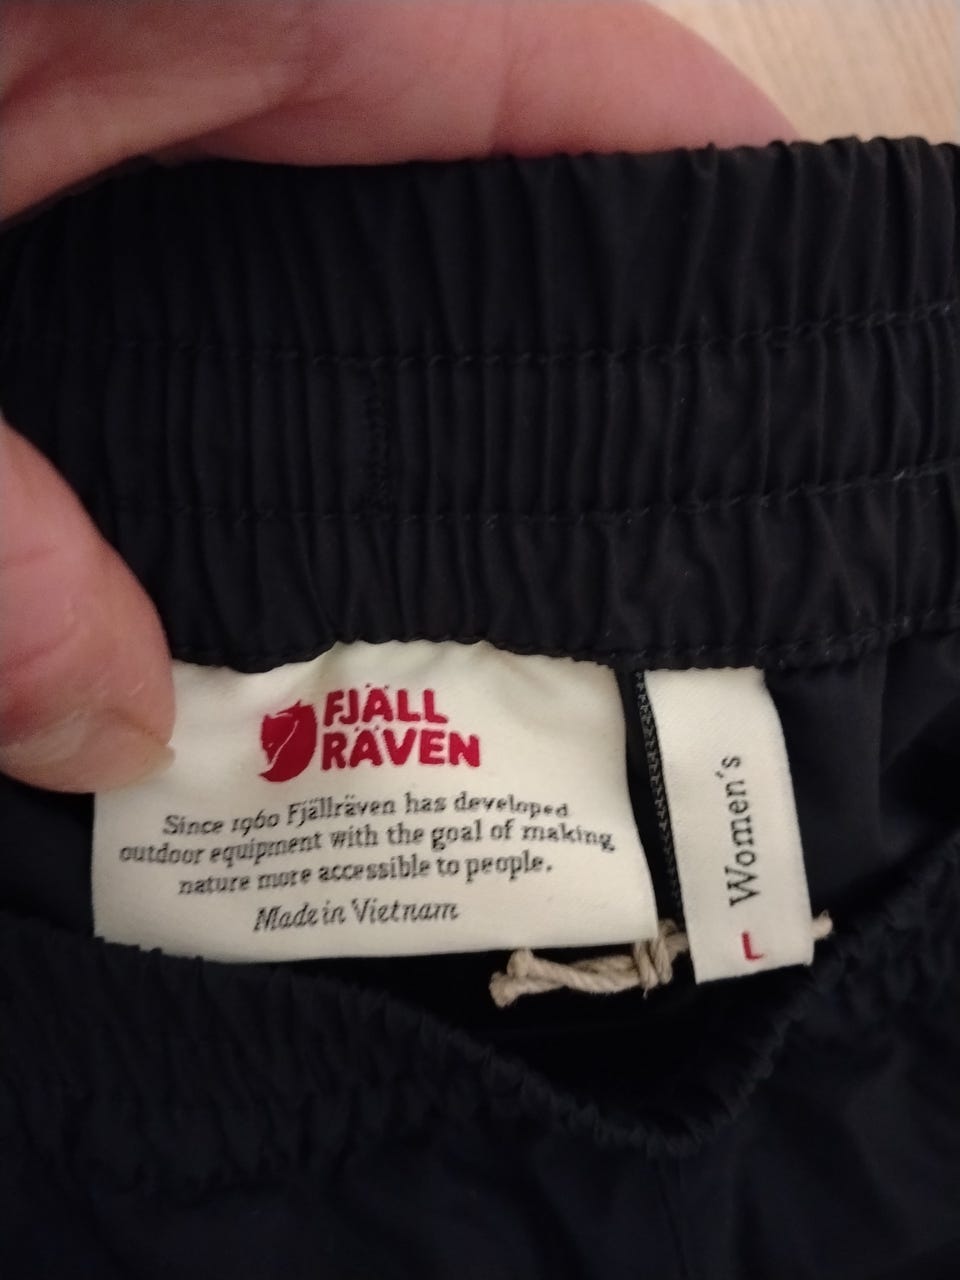 FJÄLL
RÄVEN
Since 1960 Fjällräven has developed
outdoor equipment with the goal of making
nature more accessible to people.
Made in Vietnam
Women's
L